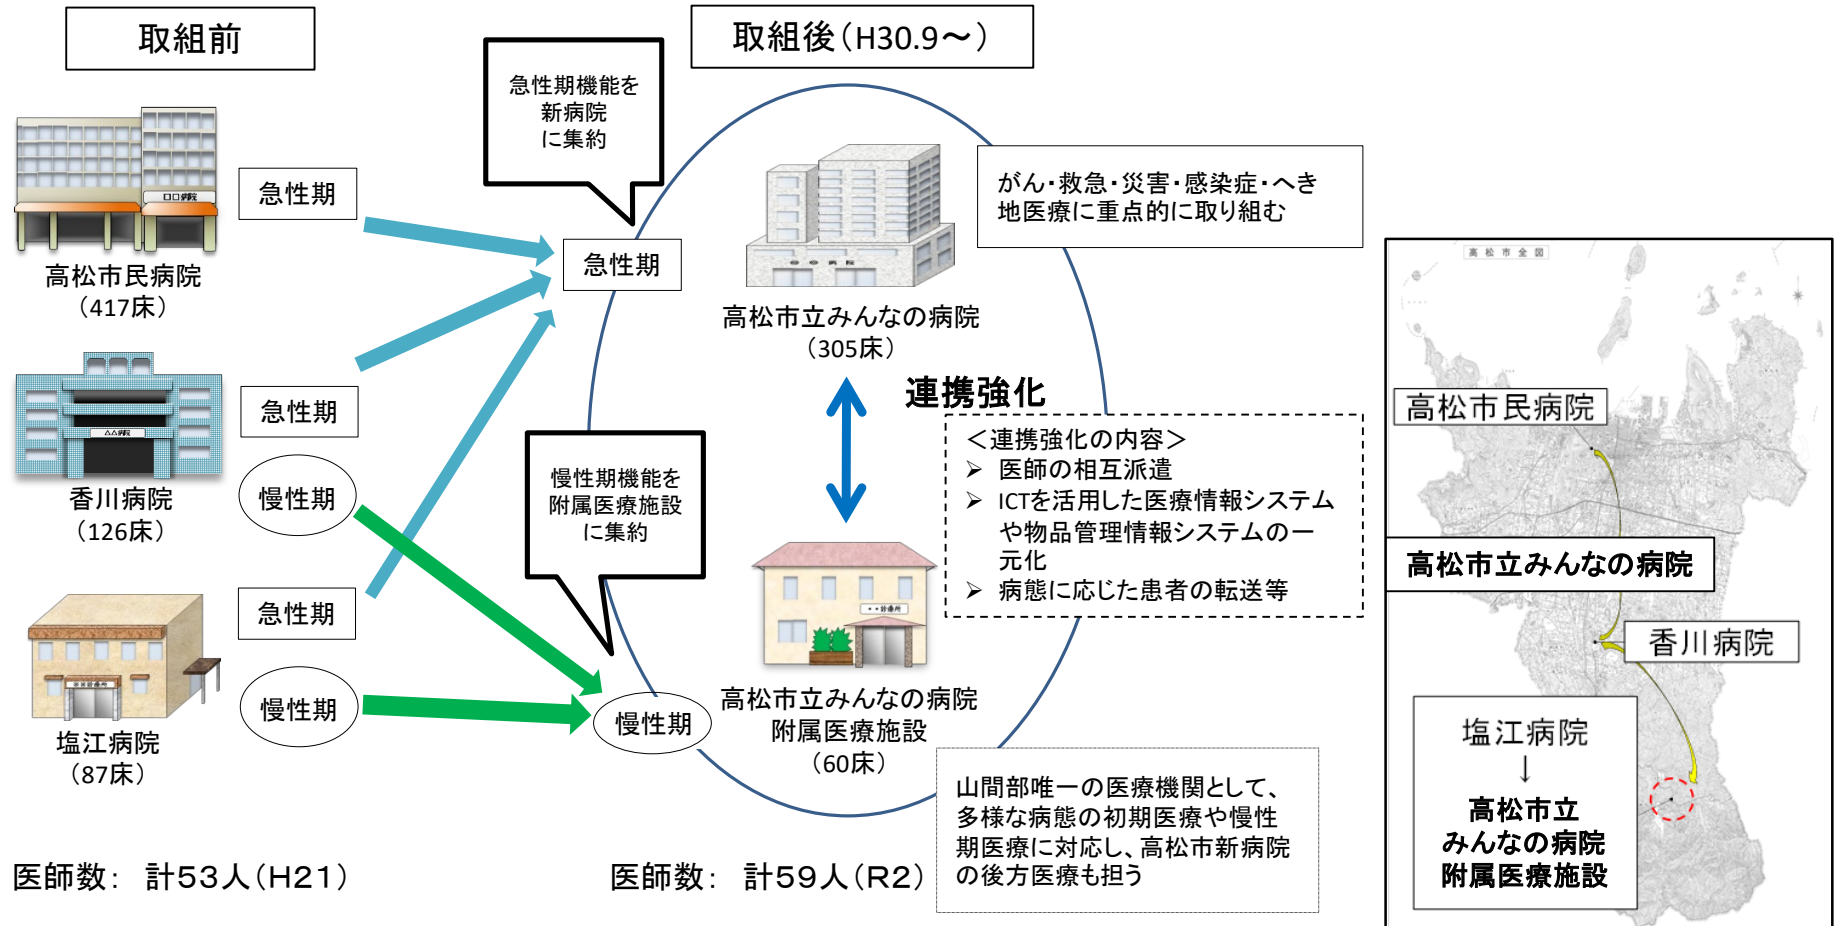 取組前
取組後（H30.9～）
急性期機能を
新病院
に集約
口口病院
急性期
高松市民病院
（417床）
△△病院
急性期
慢性期
香川病院
（126床）
急性期
慢性期
塩江病院
（87床）
医師数： 計53人（H21）
急性期
高松市立みんなの病院
（305床）
がん・救急・災害・感染症・へき
地医療に重点的に取り組む
連携強化
＜連携強化の内容＞
➢ 医師の相互派遣
➢ ICTを活用した医療情報システム
や物品管理情報システムの一
元化
➢ 病態に応じた患者の転送等
慢性期機能を
附属医療施設
に集約
慢性期
高松市立みんなの病院
附属医療施設
（60床）
山間部唯一の医療機関として、
多様な病態の初期医療や慢性
期医療に対応し、高松市新病院
の後方医療も担う
医師数： 計59人（R2）
高松市全図
高松市民病院
高松市立みんなの病院
香川病院
塩江病院
↓
高松市立
みんなの病院
附属医療施設